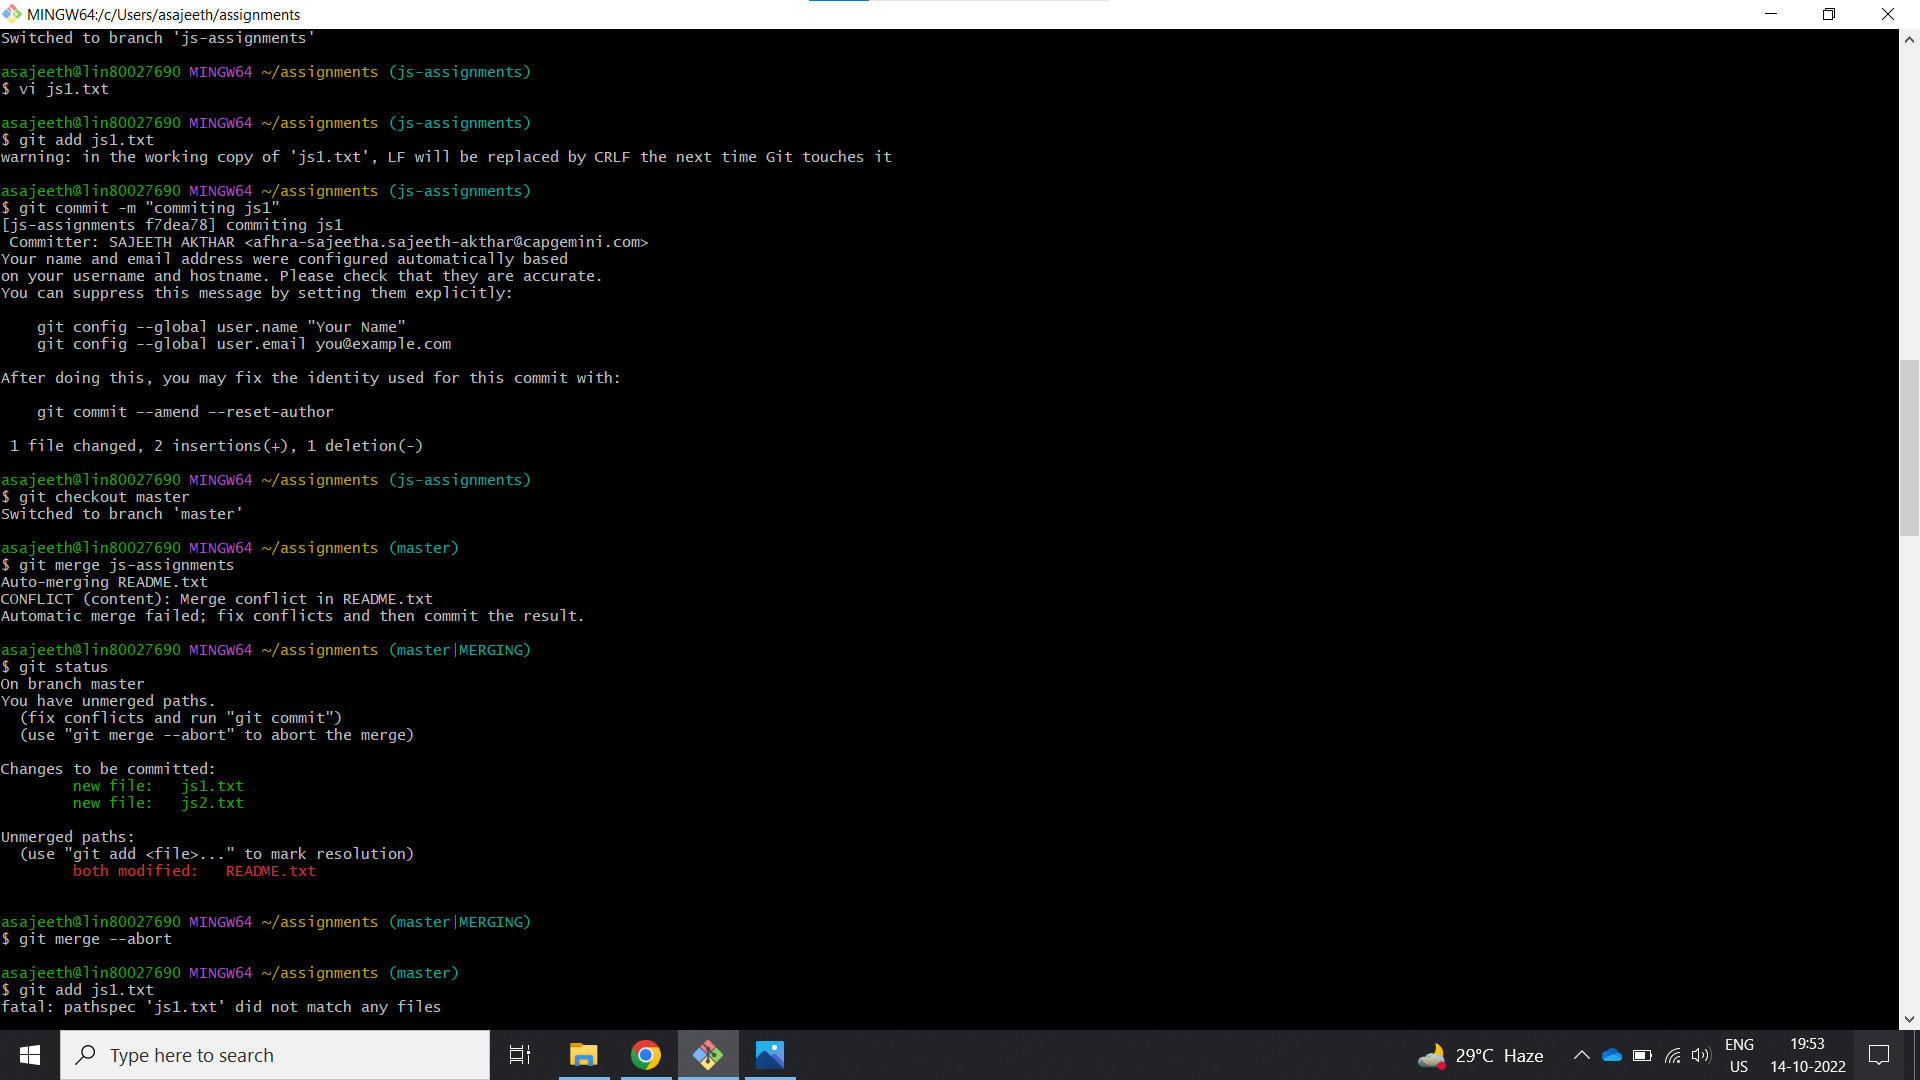 MINGW64:/c/Users/asajeeth/assignments
Switched to branch 'js-assignments'
asajeeth@lin80027690 MINGW64 ~/assignments (js-assignments)
$ vi js1.txt
asajeeth@lin80027690 MINGW64 ~/assignments (js-assignments)
$ git add js1.txt
warning: in the working copy of 'js1.txt', LF will be replaced by CRLF the next time Git touches it
asajeeth@lin80027690 MINGW64 ~/assignments (js-assignments)
$ git commit -m "commiting js1"
[js-assignments f7dea78] commiting js1
 Committer: SAJEETH AKTHAR <afhra-sajeetha.sajeeth-akthar@capgemini.com>
Your name and email address were configured automatically based
on your username and hostname. Please check that they are accurate.
You can suppress this message by setting them explicitly:
    git config --global user.name "Your Name"
    git config --global user.email you@example.com
After doing this, you may fix the identity used for this commit with:
    git commit --amend --reset-author
 1 file changed, 2 insertions(+), 1 deletion(-)
asajeeth@lin80027690 MINGW64 ~/assignments (js-assignments)
$ git checkout master
Switched to branch 'master'
asajeeth@lin80027690 MINGW64 ~/assignments (master)
$ git merge js-assignments
Auto-merging README.txt
CONFLICT (content): Merge conflict in README.txt
Automatic merge failed; fix conflicts and then commit the result.
asajeeth@lin80027690 MINGW64 ~/assignments (master|MERGING)
$ git status
On branch master
You have unmerged paths.
  (fix conflicts and run "git commit")
  (use "git merge --abort" to abort the merge)
Changes to be committed:
        new file:   js1.txt
        new file:   js2.txt
Unmerged paths:
  (use "git add <file>..." to mark resolution)
        both modified:   README.txt
asajeeth@lin80027690 MINGW64 ~/assignments (master|MERGING)
$ git merge --abort
asajeeth@lin80027690 MINGW64 ~/assignments (master)
$ git add js1.txt
fatal: pathspec 'js1.txt' did not match any files
Type here to search
29°C Haze
ENG
US
19:53
14-10-2022